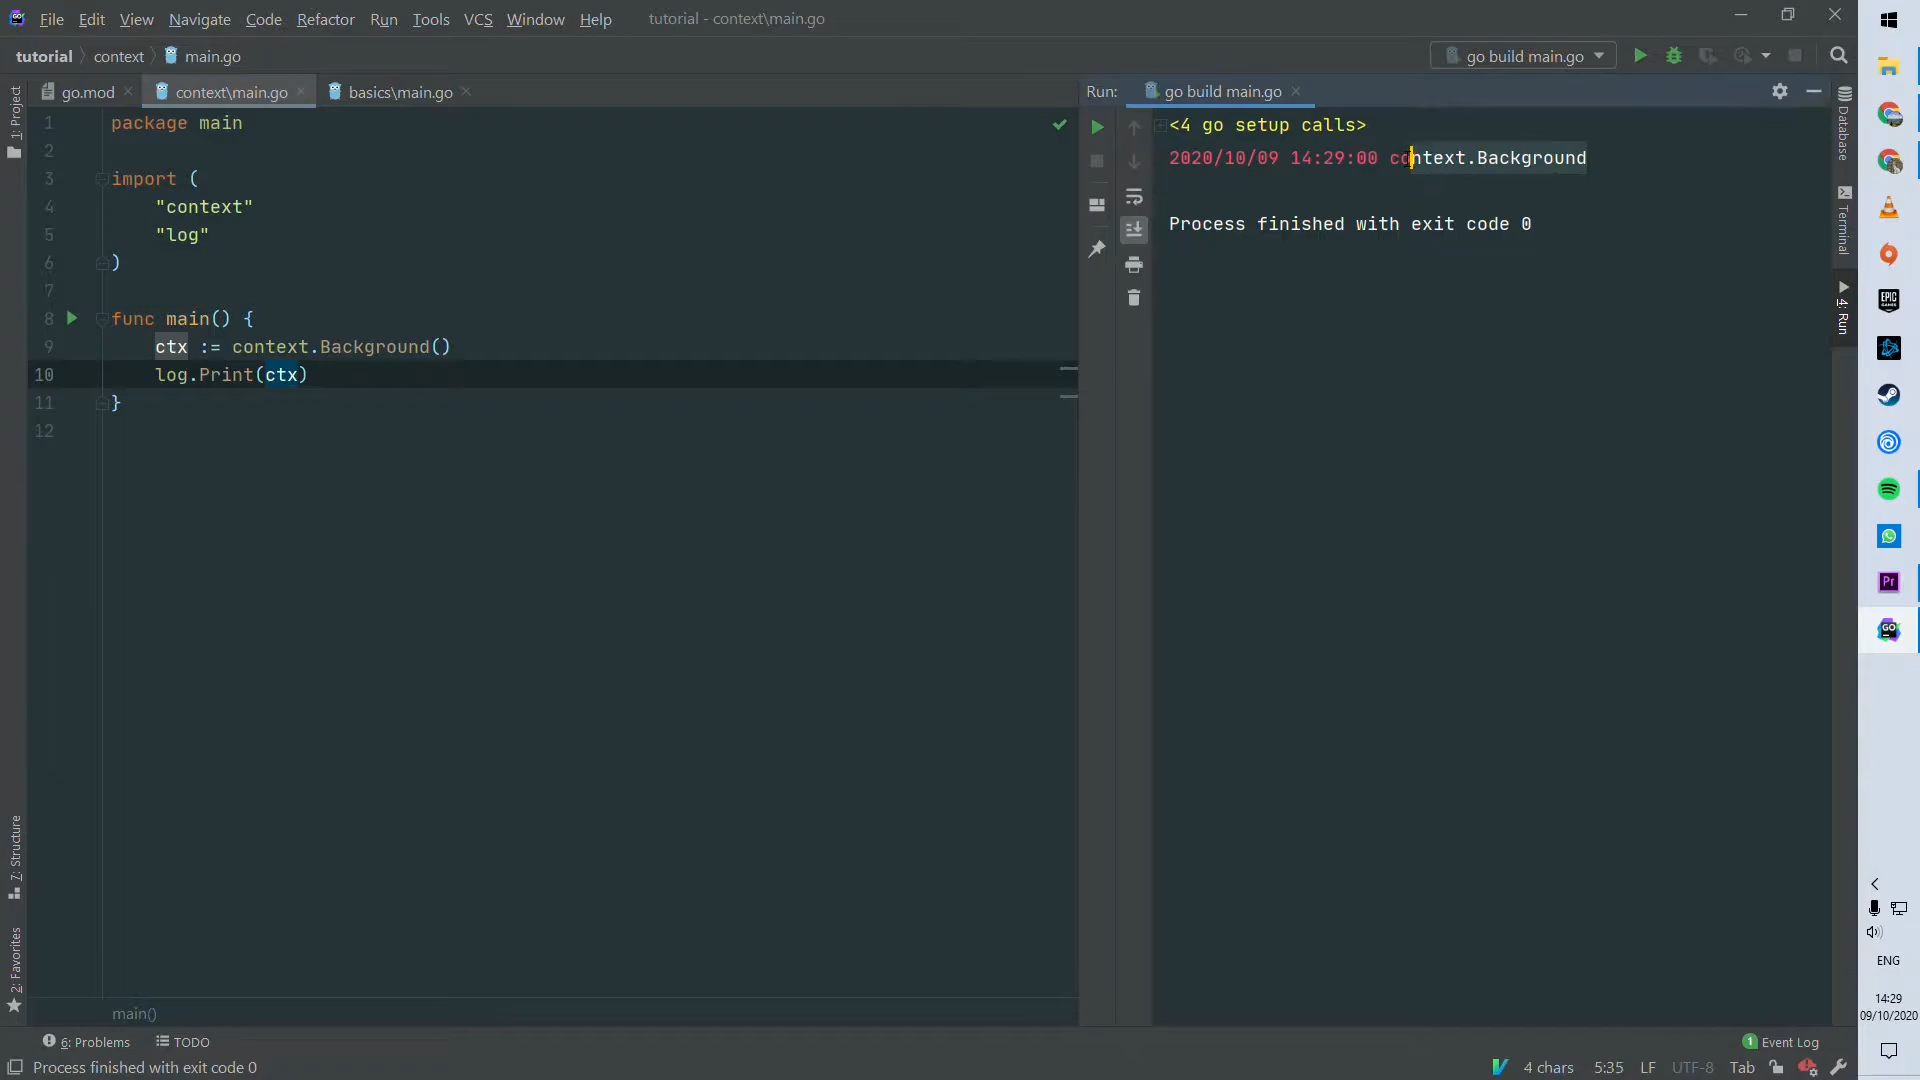 File Edit View Navigate Code Refactor Run Tools VCS Window Help tutorial - context\main.go
tutorial context main.go go build main.go
go.mod context\main.go basics\main.go
Run: go build main.go
1: Project
1 package main
2
3 import (
4 "context"
5 "log"
6 )
7
8 func main() {
9 ctx := context.Background()
10 log.Print(ctx)
11 }
12
main()
<4 go setup calls>
2020/10/09 14:29:00 context.Background
Process finished with exit code 0
Database
Terminal
4: Run
7: Structure
2: Favorites
6: Problems TODO Event Log
1
Process finished with exit code 0 4 chars 5:35 LF UTF-8 Tab
EPIC
GAMES
Pr
GO
ENG
14:29
09/10/2020